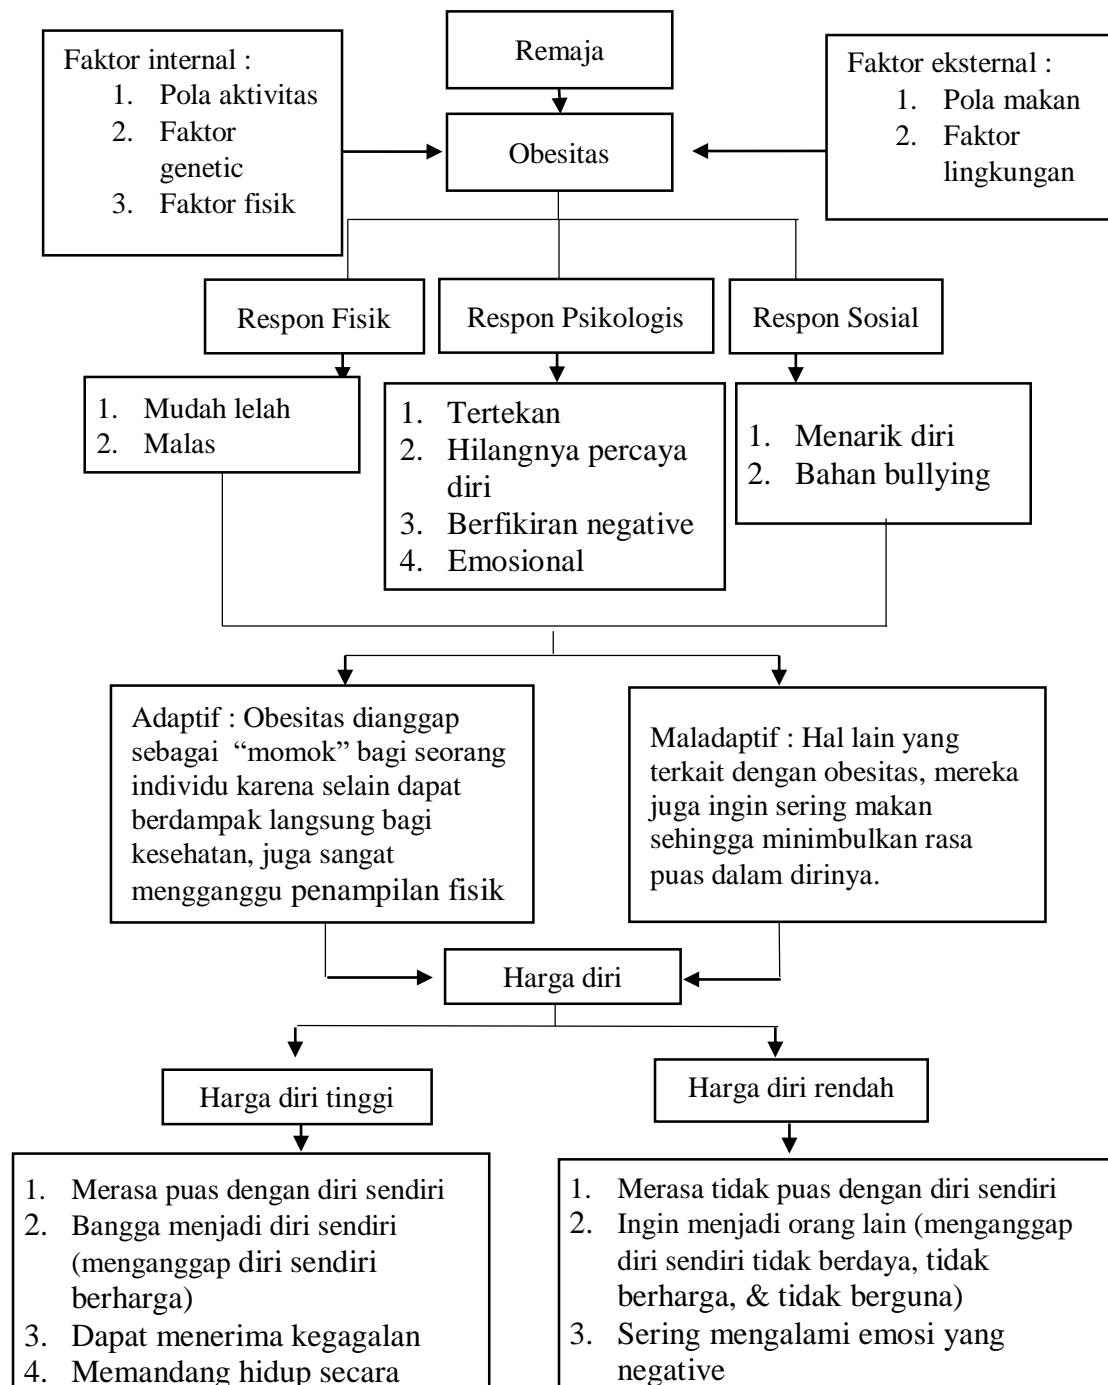 Remaja
Faktor internal :
1. Pola aktivitas
2. Faktor
genetic
3. Faktor fisik
Obesitas
Faktor eksternal :
1. Pola makan
2. Faktor
lingkungan
Respon Fisik
Respon Psikologis
Respon Sosial
1. Mudah lelah
2. Malas
1. Tertekan
2. Hilangnya percaya
diri
3. Berfikiran negative
4. Emosional
1. Menarik diri
2. Bahan bullying
Adaptif : Obesitas dianggap
sebagai “momok” bagi seorang
individu karena selain dapat
berdampak langsung bagi
kesehatan, juga sangat
mengganggu penampilan fisik
Maladaptif : Hal lain yang
terkait dengan obesitas, mereka
juga ingin sering makan
sehingga minimbulkan rasa
puas dalam dirinya.
Harga diri
Harga diri tinggi
Harga diri rendah
1. Merasa puas dengan diri sendiri
2. Bangga menjadi diri sendiri
(menganggap diri sendiri
berharga)
3. Dapat menerima kegagalan
4. Memandang hidup secara
1. Merasa tidak puas dengan diri sendiri
2. Ingin menjadi orang lain (menganggap
diri sendiri tidak berdaya, tidak
berharga, & tidak berguna)
3. Sering mengalami emosi yang
negative